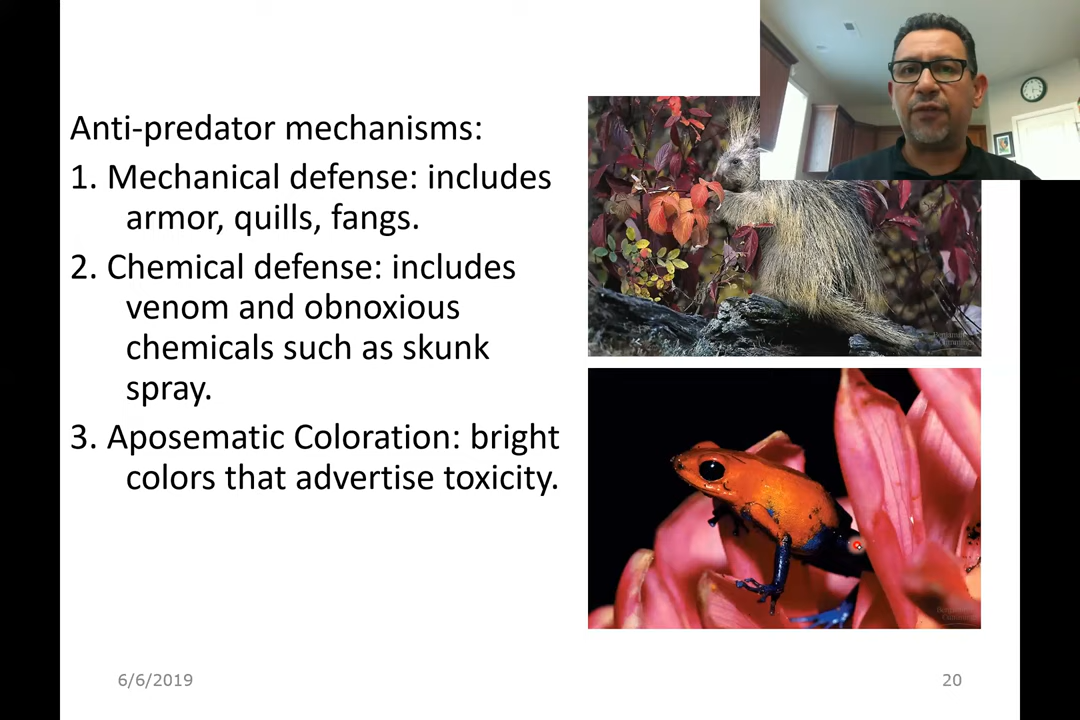 Anti-predator mechanisms:
1. Mechanical defense: includes
armor, quills, fangs.
2. Chemical defense: includes
venom and obnoxious
chemicals such as skunk
spray.
3. Aposematic Coloration: bright
colors that advertise toxicity.
6/6/2019
20